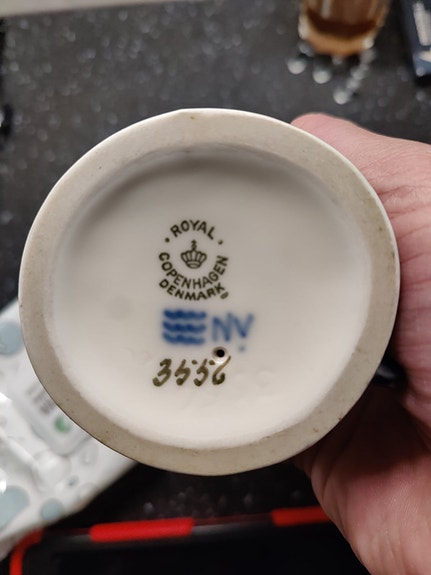 ROYAL
COPENHAGEN
DENMARK
NV
3556